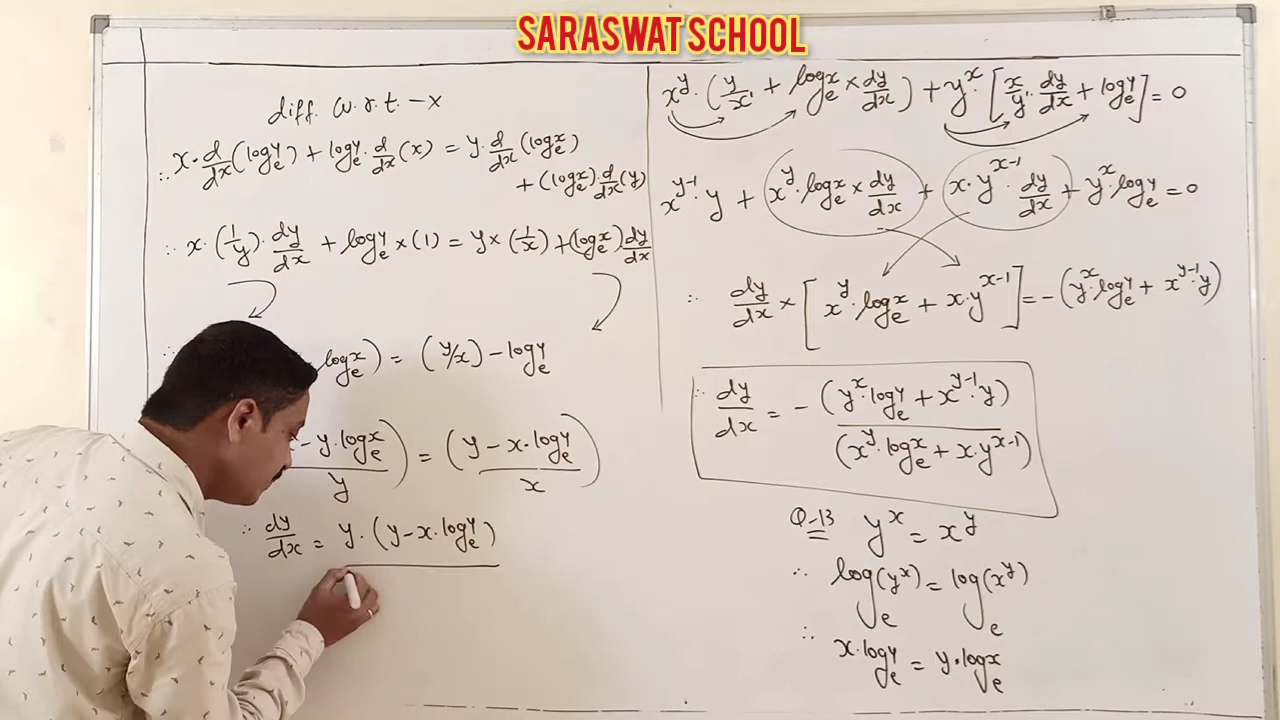 SARASWAT SCHOOL
diff. w.r.t. - x
∴ x · d/dx (log_e y) + log_e y · d/dx (x) = y · d/dx (log_e x)
+ (log_e x) · d/dx (y)
∴ x · (1/y) · dy/dx + log_e y × (1) = y × (1/x) + (log_e x) dy/dx
∴ log_e x) = (y/x) - log_e y
- y · log_e x / y) = (y - x · log_e y / x)
∴ dy/dx = y · (y - x · log_e y)
x^y · (y/x + log_e x × dy/dx) + y^x · [x/y · dy/dx + log_e y] = 0
x^(y-1) · y + x^y · log_e x × dy/dx + x · y^(x-1) · dy/dx + y^x · log_e y = 0
∴ dy/dx × [x^y · log_e x + x · y^(x-1)] = - (y^x · log_e y + x^(y-1) · y)
∴ dy/dx = - (y^x · log_e y + x^(y-1) · y) / (x^y · log_e x + x · y^(x-1))
Q-13 y^x = x^y
∴ log_e (y^x) = log_e (x^y)
∴ x · log_e y = y · log_e x